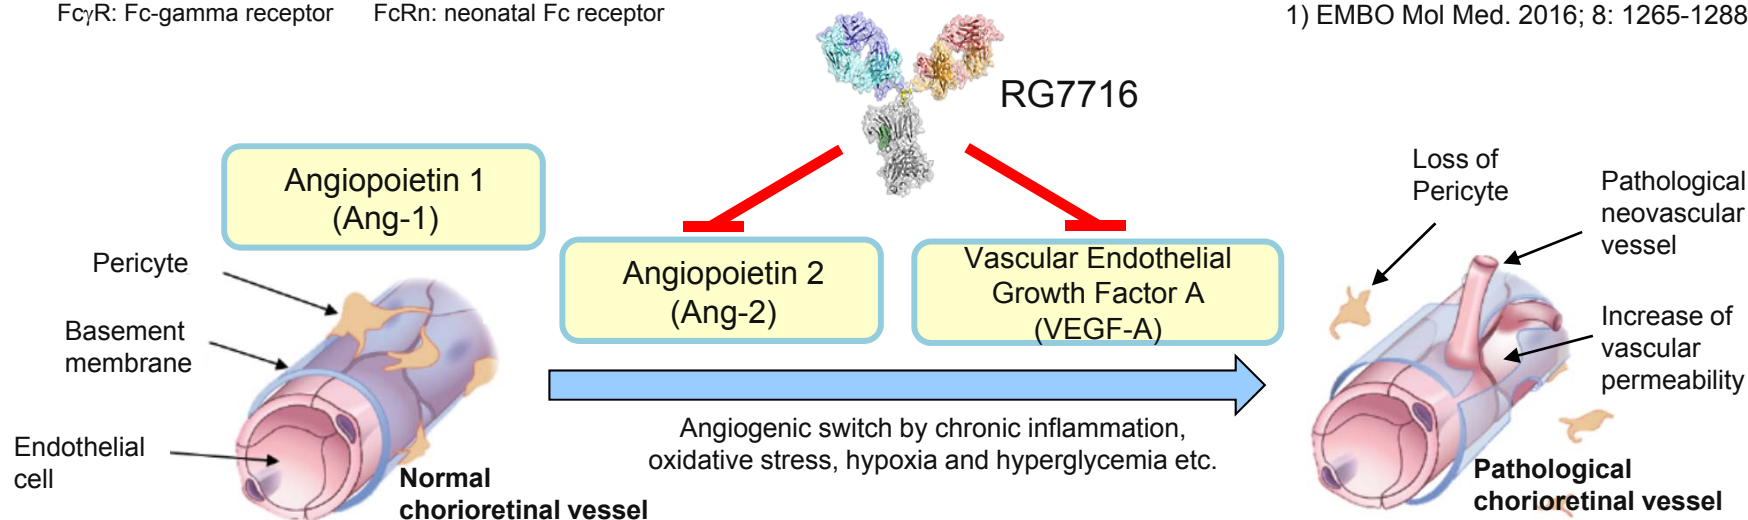 FcγR: Fc-gamma receptor FcRn: neonatal Fc receptor
1) EMBO Mol Med. 2016; 8: 1265-1288
RG7716
Angiopoietin 1
(Ang-1)
Angiopoietin 2
(Ang-2)
Vascular Endothelial
Growth Factor A
(VEGF-A)
Pericyte
Basement
membrane
Endothelial
cell
Normal
chorioretinal vessel
Angiogenic switch by chronic inflammation,
oxidative stress, hypoxia and hyperglycemia etc.
Loss of
Pericyte
Pathological
neovascular
vessel
Increase of
vascular
permeability
Pathological
chorioretinal vessel